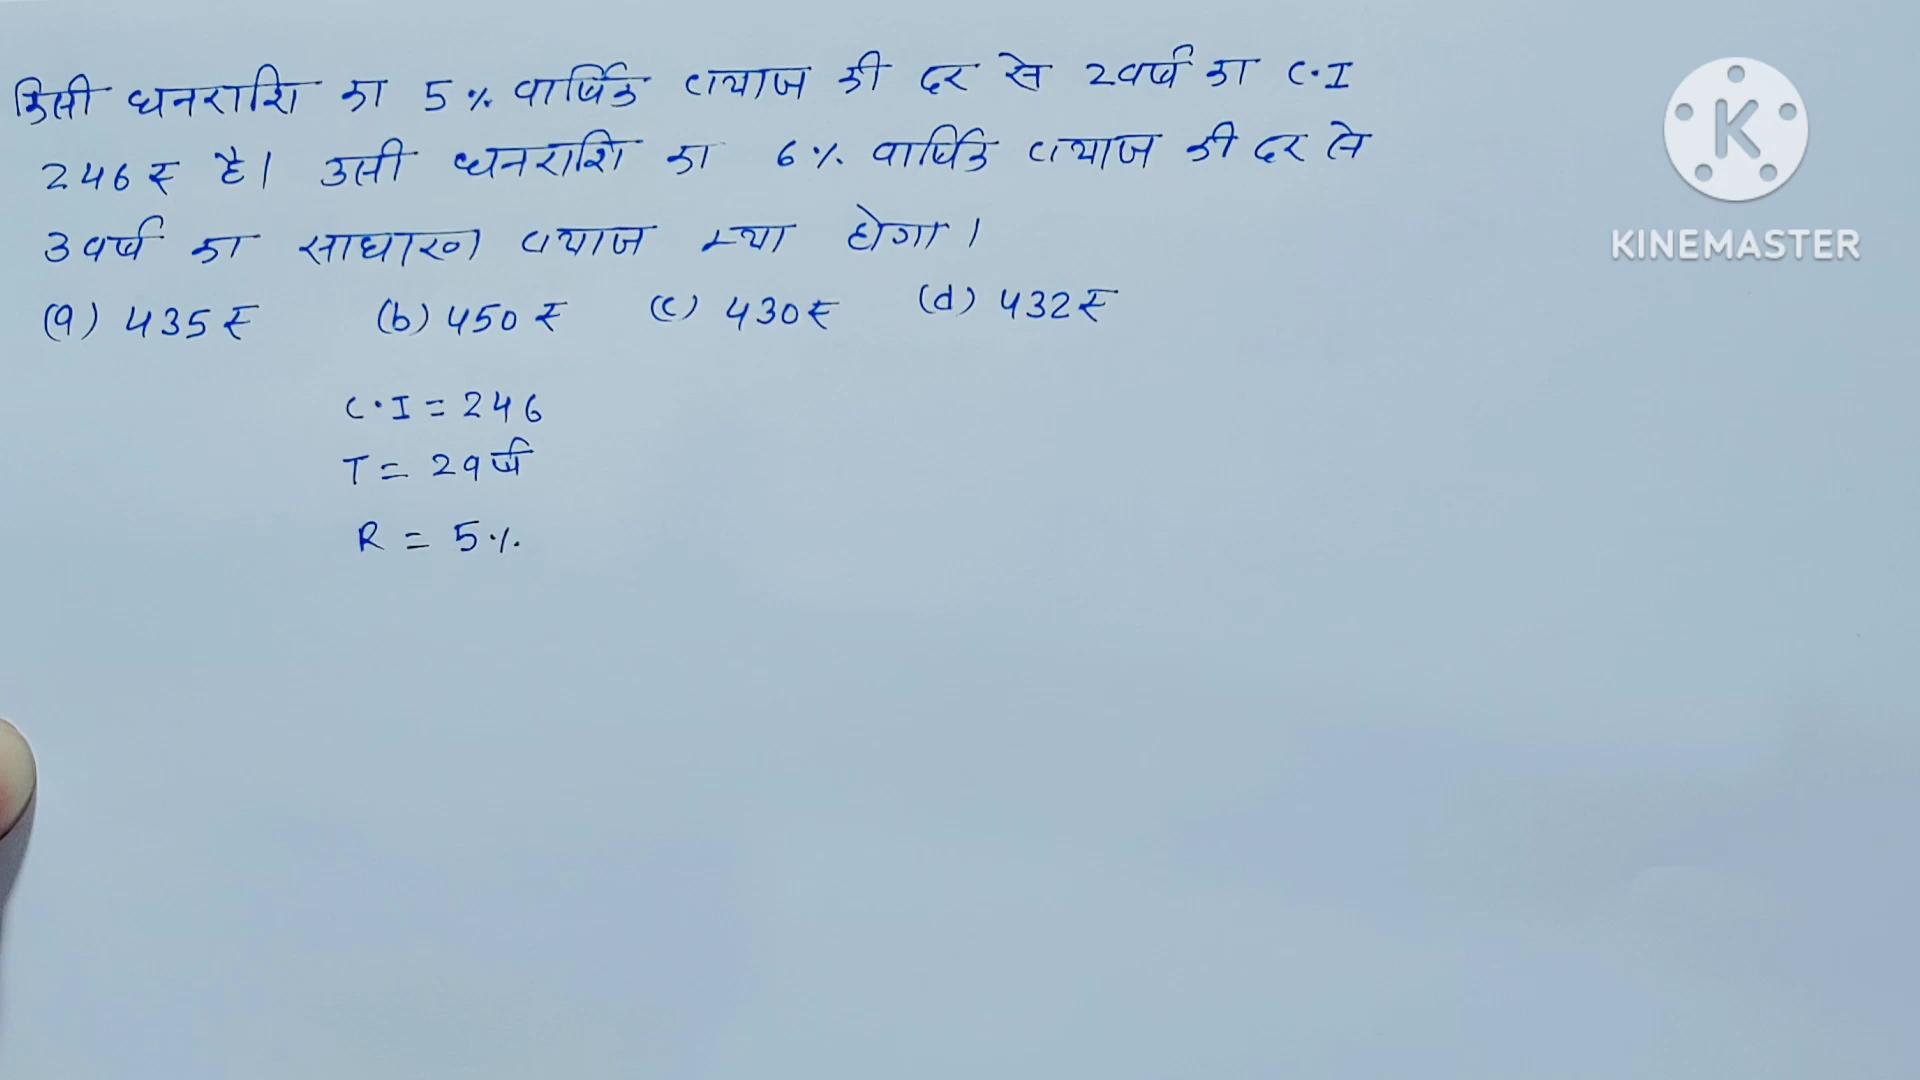 किसी धनराशि का 5% वार्षिक ब्याज की दर से 2वर्ष का C.I
246₹ है। उसी धनराशि का 6% वार्षिक ब्याज की दर से
3वर्ष का साधारण ब्याज क्या होगा।
(a) 435₹ (b) 450₹ (c) 430₹ (d) 432₹
C.I = 246
T = 2वर्ष
R = 5%
K
KINEMASTER